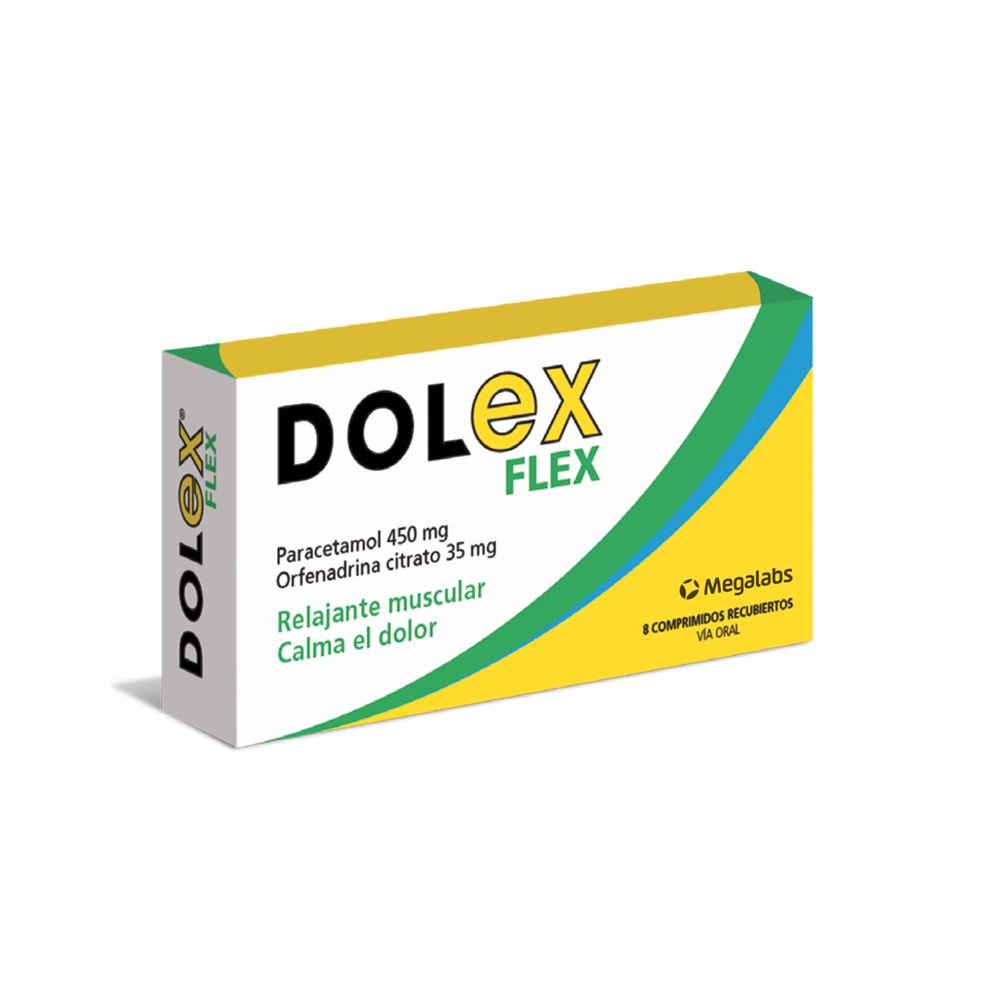 DOLex
FLEX
Paracetamol 450 mg
Orfenadrina citrato 35 mg
Relajante muscular
Calma el dolor
Megalabs
8 COMPRIMIDOS RECUBIERTOS
VÍA ORAL
DOLex®
FLEX